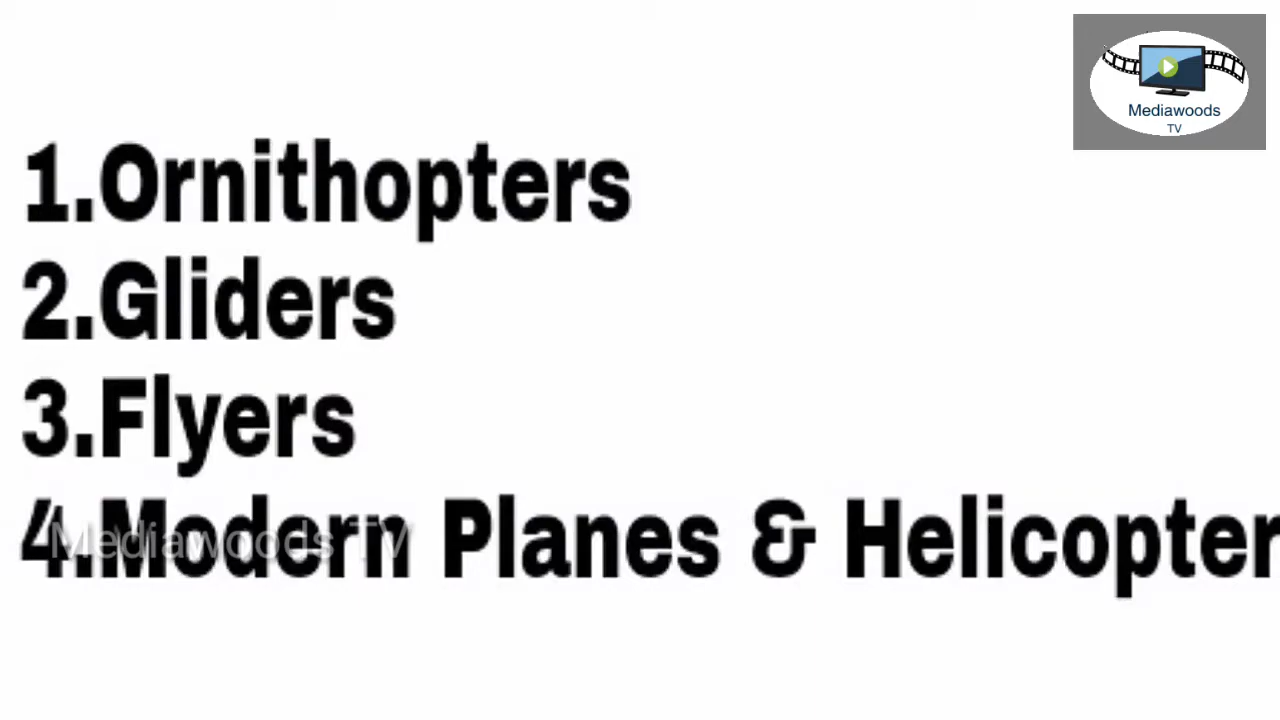 Mediawoods
TV
1.Ornithopters
2.Gliders
3.Flyers
4.Modern Planes & Helicopter
Mediawoods TV